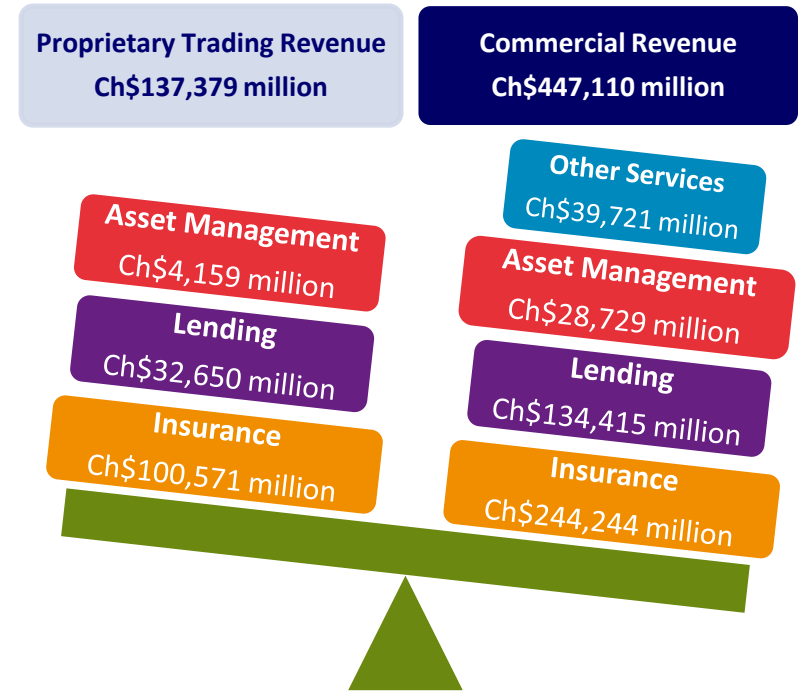 Proprietary Trading Revenue
Ch$137,379 million
Commercial Revenue
Ch$447,110 million
Asset Management
Ch$4,159 million
Lending
Ch$32,650 million
Insurance
Ch$100,571 million
Other Services
Ch$39,721 million
Asset Management
Ch$28,729 million
Lending
Ch$134,415 million
Insurance
Ch$244,244 million